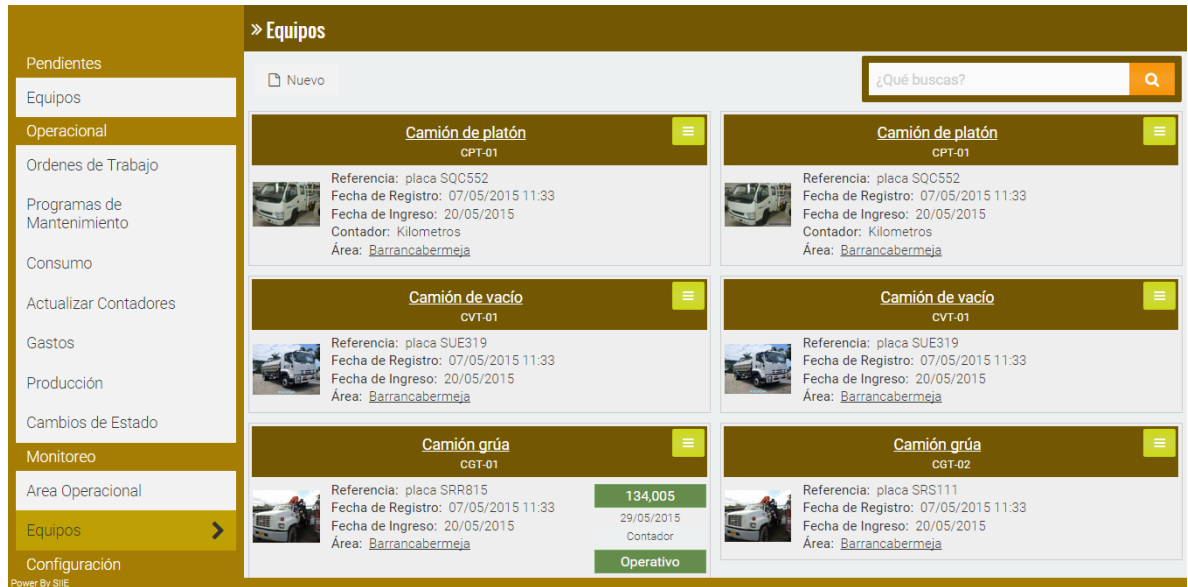 Pendientes
Equipos
Operacional
Ordenes de Trabajo
Programas de
Mantenimiento
Consumo
Actualizar Contadores
Gastos
Producción
Cambios de Estado
Monitoreo
Area Operacional
Equipos
Configuración
Power By SIIE
» Equipos
Nuevo
¿Qué buscas?
Camión de platón
CPT-01
Referencia: placa SQC552
Fecha de Registro: 07/05/2015 11:33
Fecha de Ingreso: 20/05/2015
Contador: Kilometros
Área: Barrancabermeja
Camión de platón
CPT-01
Referencia: placa SQC552
Fecha de Registro: 07/05/2015 11:33
Fecha de Ingreso: 20/05/2015
Contador: Kilometros
Área: Barrancabermeja
Camión de vacío
CVT-01
Referencia: placa SUE319
Fecha de Registro: 07/05/2015 11:33
Fecha de Ingreso: 20/05/2015
Área: Barrancabermeja
Camión de vacío
CVT-01
Referencia: placa SUE319
Fecha de Registro: 07/05/2015 11:33
Fecha de Ingreso: 20/05/2015
Área: Barrancabermeja
Camión grúa
CGT-01
Referencia: placa SRR815
Fecha de Registro: 07/05/2015 11:33
Fecha de Ingreso: 20/05/2015
Área: Barrancabermeja
134,005
29/05/2015
Contador
Operativo
Camión grúa
CGT-02
Referencia: placa SRS111
Fecha de Registro: 07/05/2015 11:33
Fecha de Ingreso: 20/05/2015
Área: Barrancabermeja